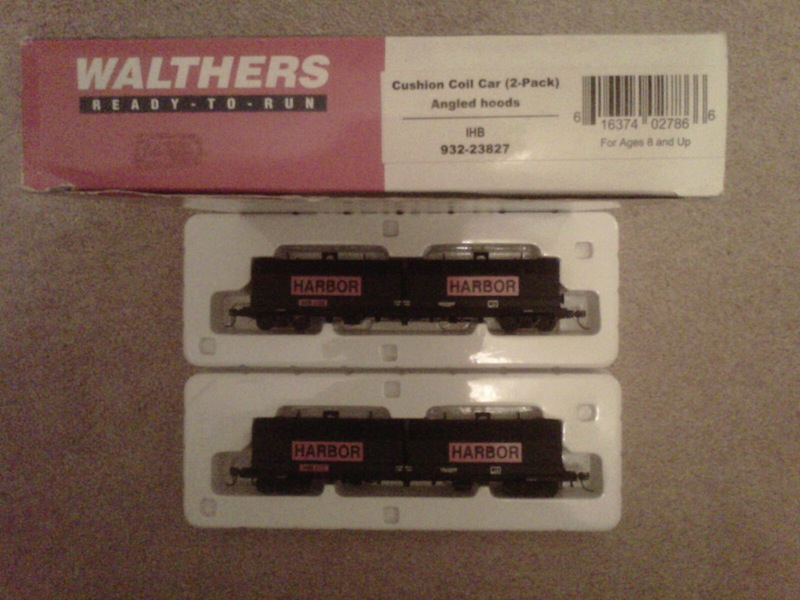 WALTHERS
READY-TO-RUN
Cushion Coil Car (2-Pack)
Angled hoods
IHB
932-23827
6 16374 02786 6
For Ages 8 and Up
HARBOR HARBOR
HARBOR HARBOR